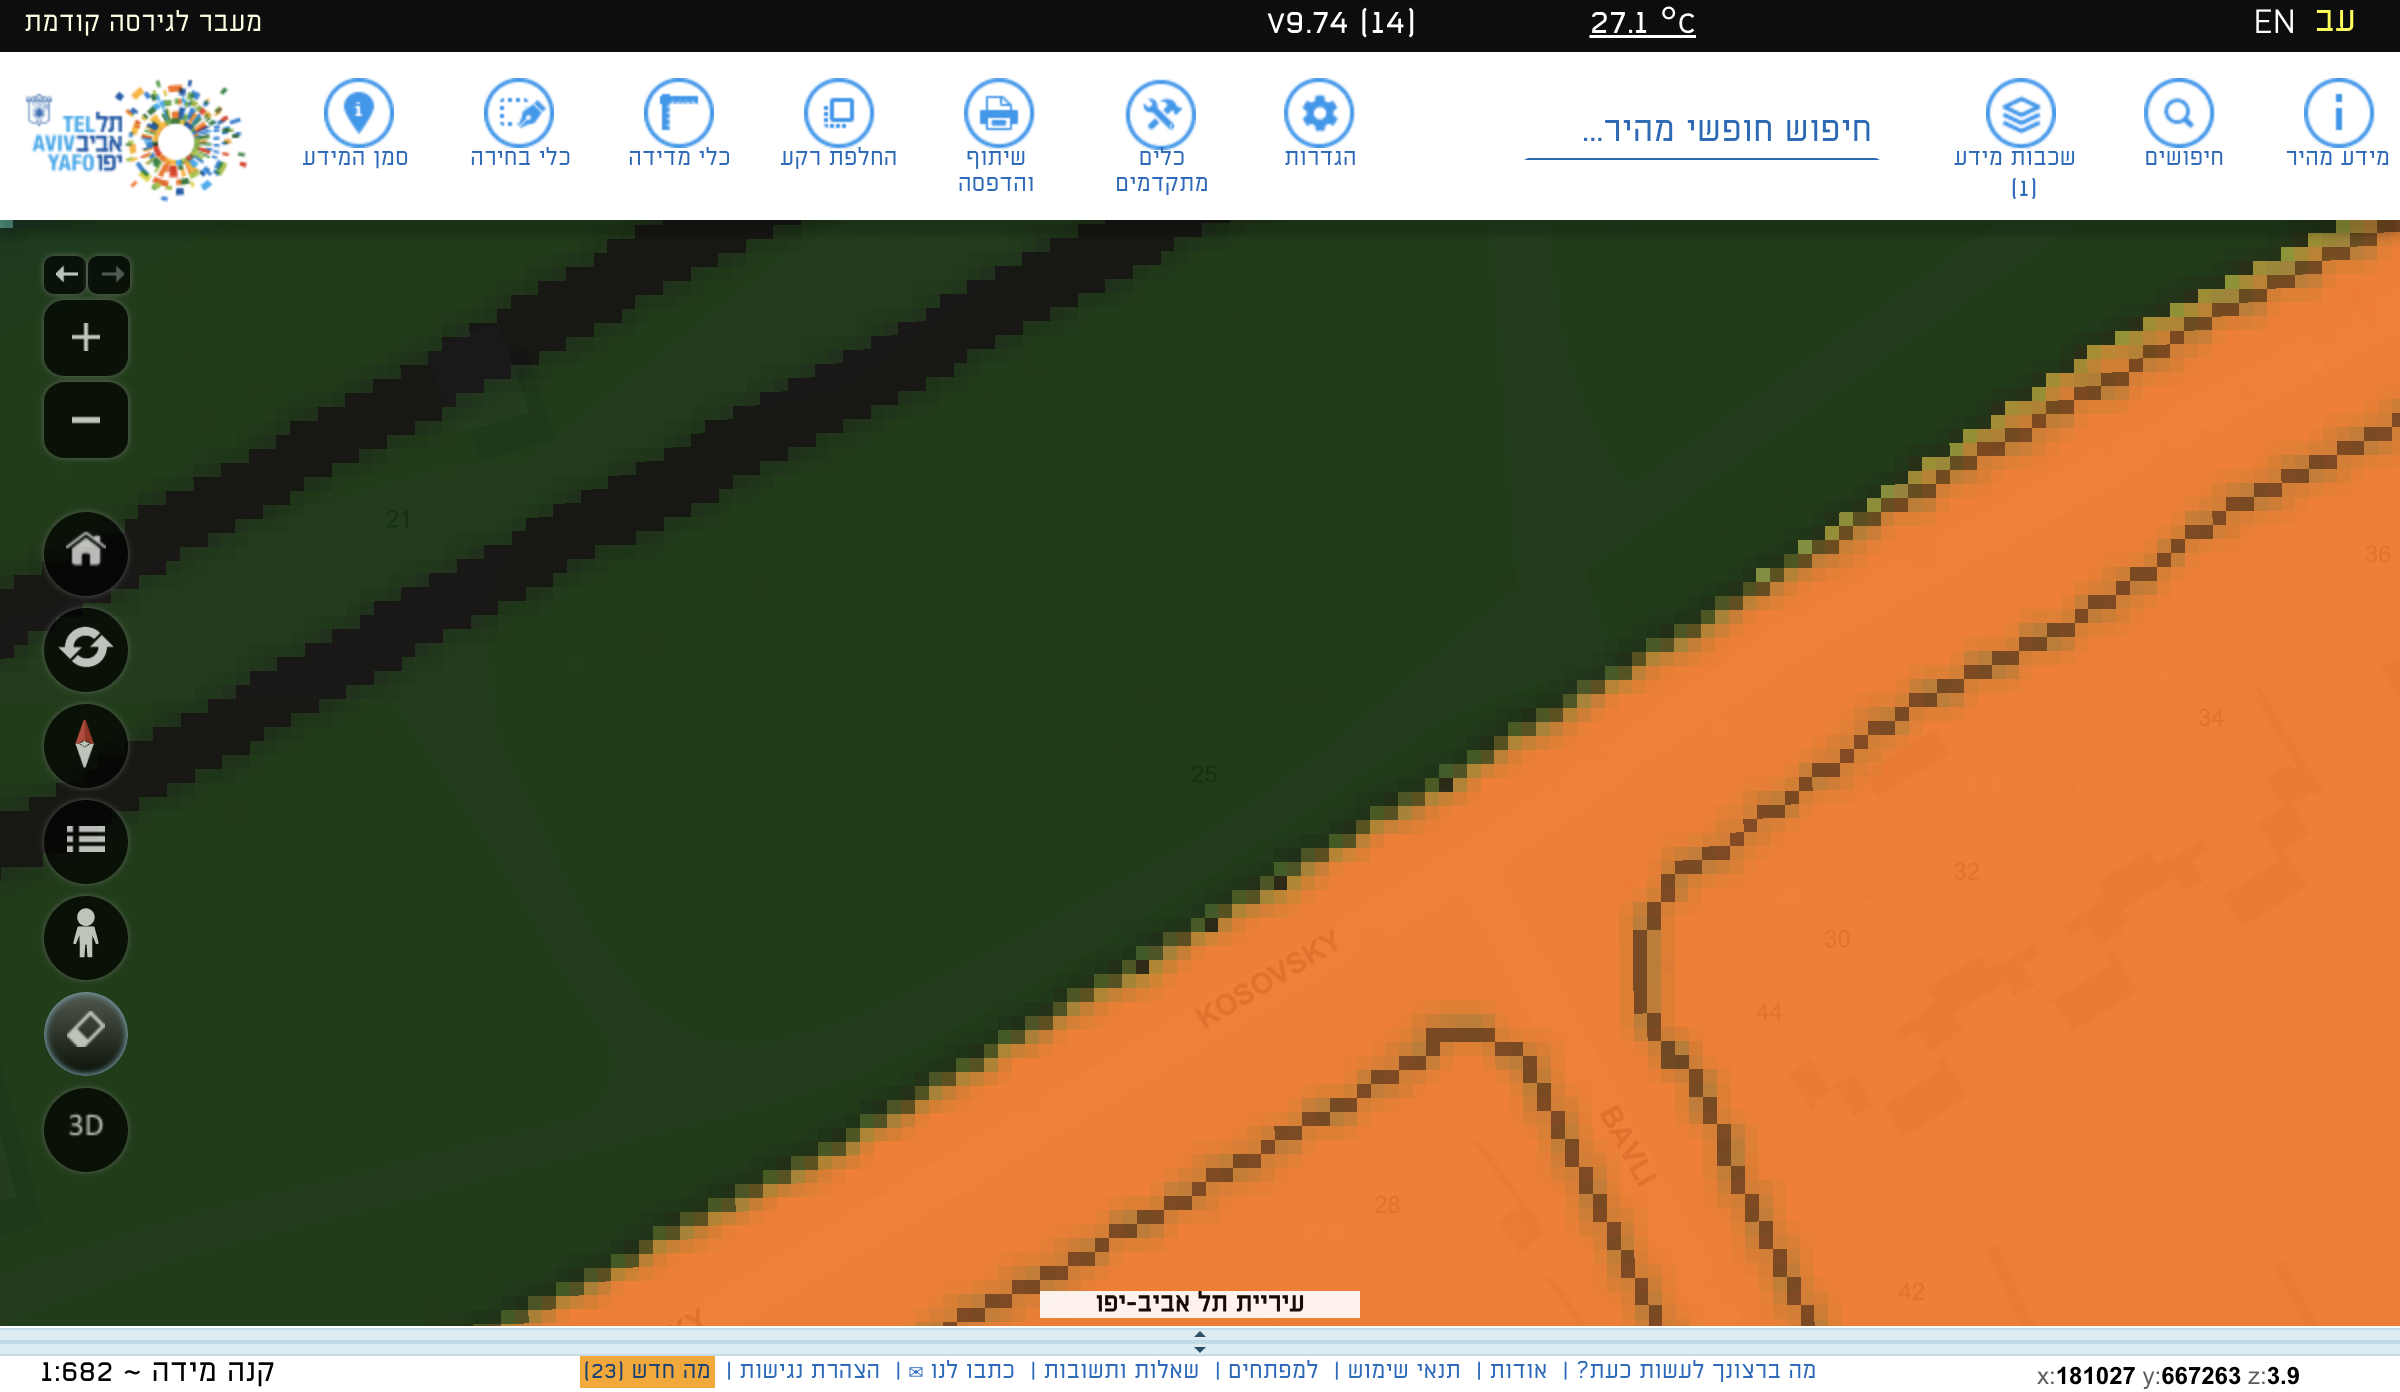 מעבר לגירסה קודמת
V9.74 (14)
27.1 °C
EN עב
תל אביב יפו
TEL AVIV YAFO
סמן המידע
כלי בחירה
כלי מדידה
החלפת רקע
שיתוף
והדפסה
כלים
מתקדמים
הגדרות
חיפוש חופשי מהיר...
שכבות מידע
(1)
חיפושים
מידע מהיר
21
25
36
34
32
30
44
KOSOVSKY
BAVLI
28
42
KY
3D
עיריית תל אביב-יפו
קנה מידה ~ 1:682
מה ברצונך לעשות כעת? | אודות | תנאי שימוש | למפתחים | שאלות ותשובות | כתבו לנו ✉ | הצהרת נגישות | מה חדש (23)
x:181027 y:667263 z:3.9